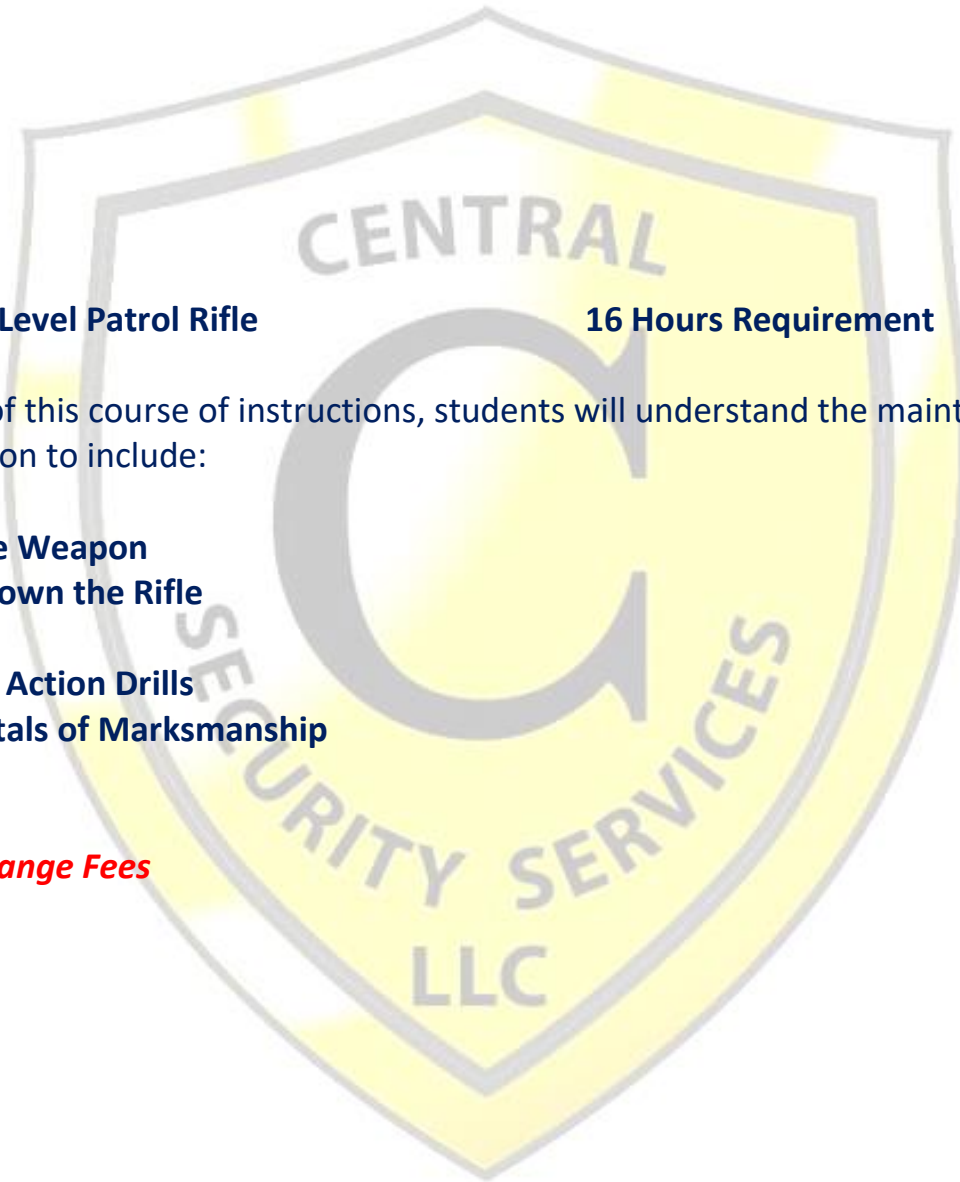 CENTRAL
Level Patrol Rifle 16 Hours Requirement
of this course of instructions, students will understand the maint
on to include:
e Weapon
own the Rifle
Action Drills
tals of Marksmanship
ange Fees
C
SECURITY SERVICES
LLC